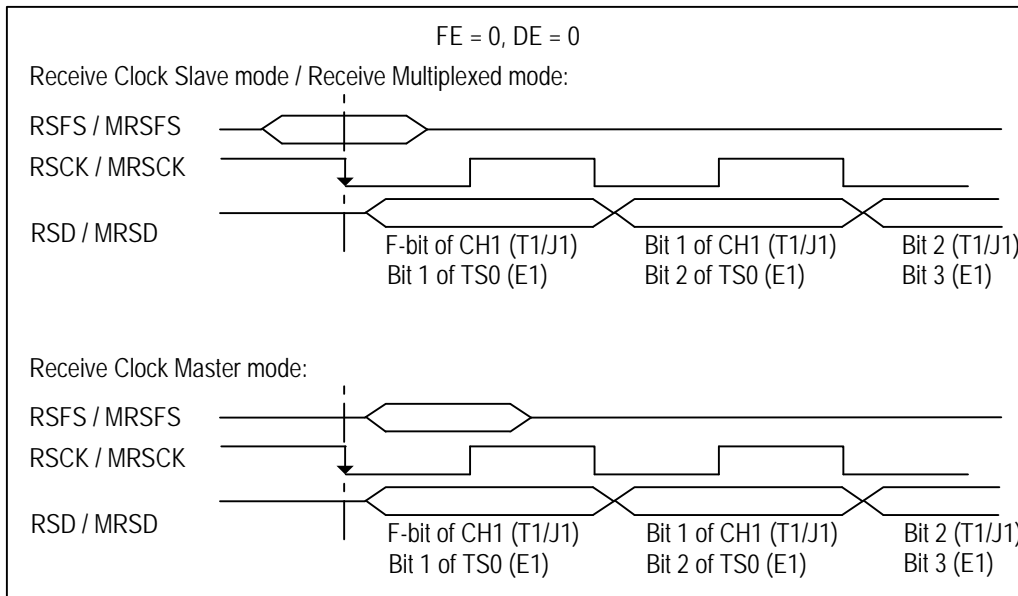 FE = 0, DE = 0
Receive Clock Slave mode / Receive Multiplexed mode:
RSFS / MRSFS
RSCK / MRSCK
RSD / MRSD
F-bit of CH1 (T1/J1)
Bit 1 of TS0 (E1)
Bit 1 of CH1 (T1/J1)
Bit 2 of TS0 (E1)
Bit 2 (T1/J1)
Bit 3 (E1)
Receive Clock Master mode:
RSFS / MRSFS
RSCK / MRSCK
RSD / MRSD
F-bit of CH1 (T1/J1)
Bit 1 of TS0 (E1)
Bit 1 of CH1 (T1/J1)
Bit 2 of TS0 (E1)
Bit 2 (T1/J1)
Bit 3 (E1)